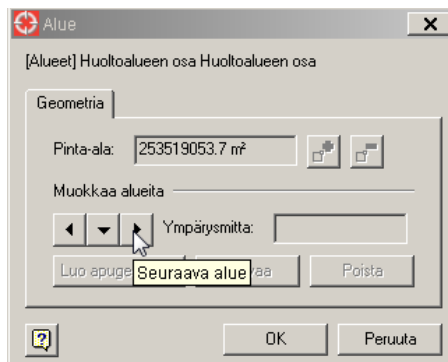 Alue
[Alueet] Huoltoalueen osa Huoltoalueen osa
Geometria
Pinta-ala: 253519053.7 m²
Muokkaa alueita
Ympärysmitta:
Luo apuge
Poista
Seuraava alue
OK Peruuta